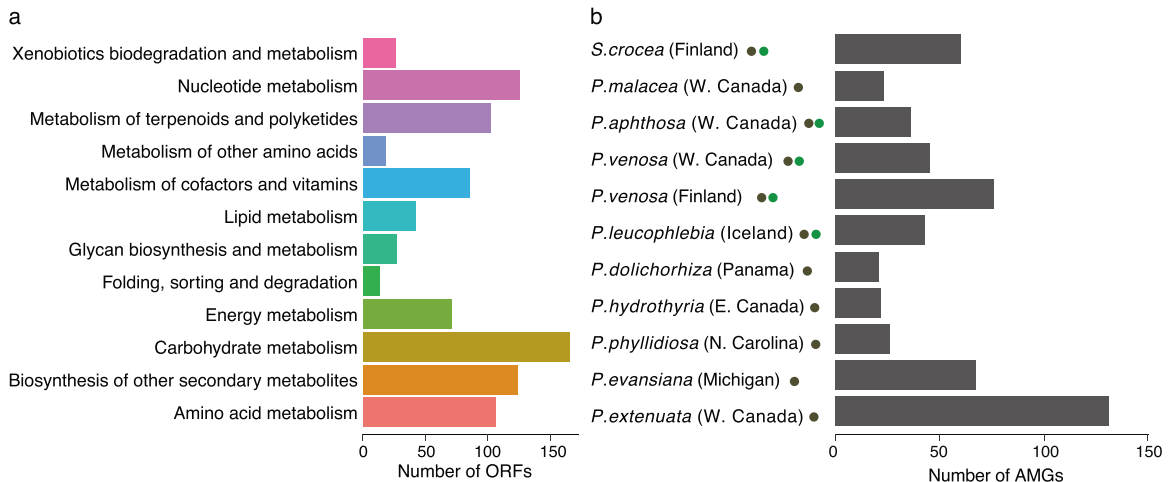 a
Xenobiotics biodegradation and metabolism
Nucleotide metabolism
Metabolism of terpenoids and polyketides
Metabolism of other amino acids
Metabolism of cofactors and vitamins
Lipid metabolism
Glycan biosynthesis and metabolism
Folding, sorting and degradation
Energy metabolism
Carbohydrate metabolism
Biosynthesis of other secondary metabolites
Amino acid metabolism
0 50 100 150
Number of ORFs
b
S.crocea (Finland)
P.malacea (W. Canada)
P.aphthosa (W. Canada)
P.venosa (W. Canada)
P.venosa (Finland)
P.leucophlebia (Iceland)
P.dolichorhiza (Panama)
P.hydrothyria (E. Canada)
P.phyllidiosa (N. Carolina)
P.evansiana (Michigan)
P.extenuata (W. Canada)
0 50 100 150
Number of AMGs